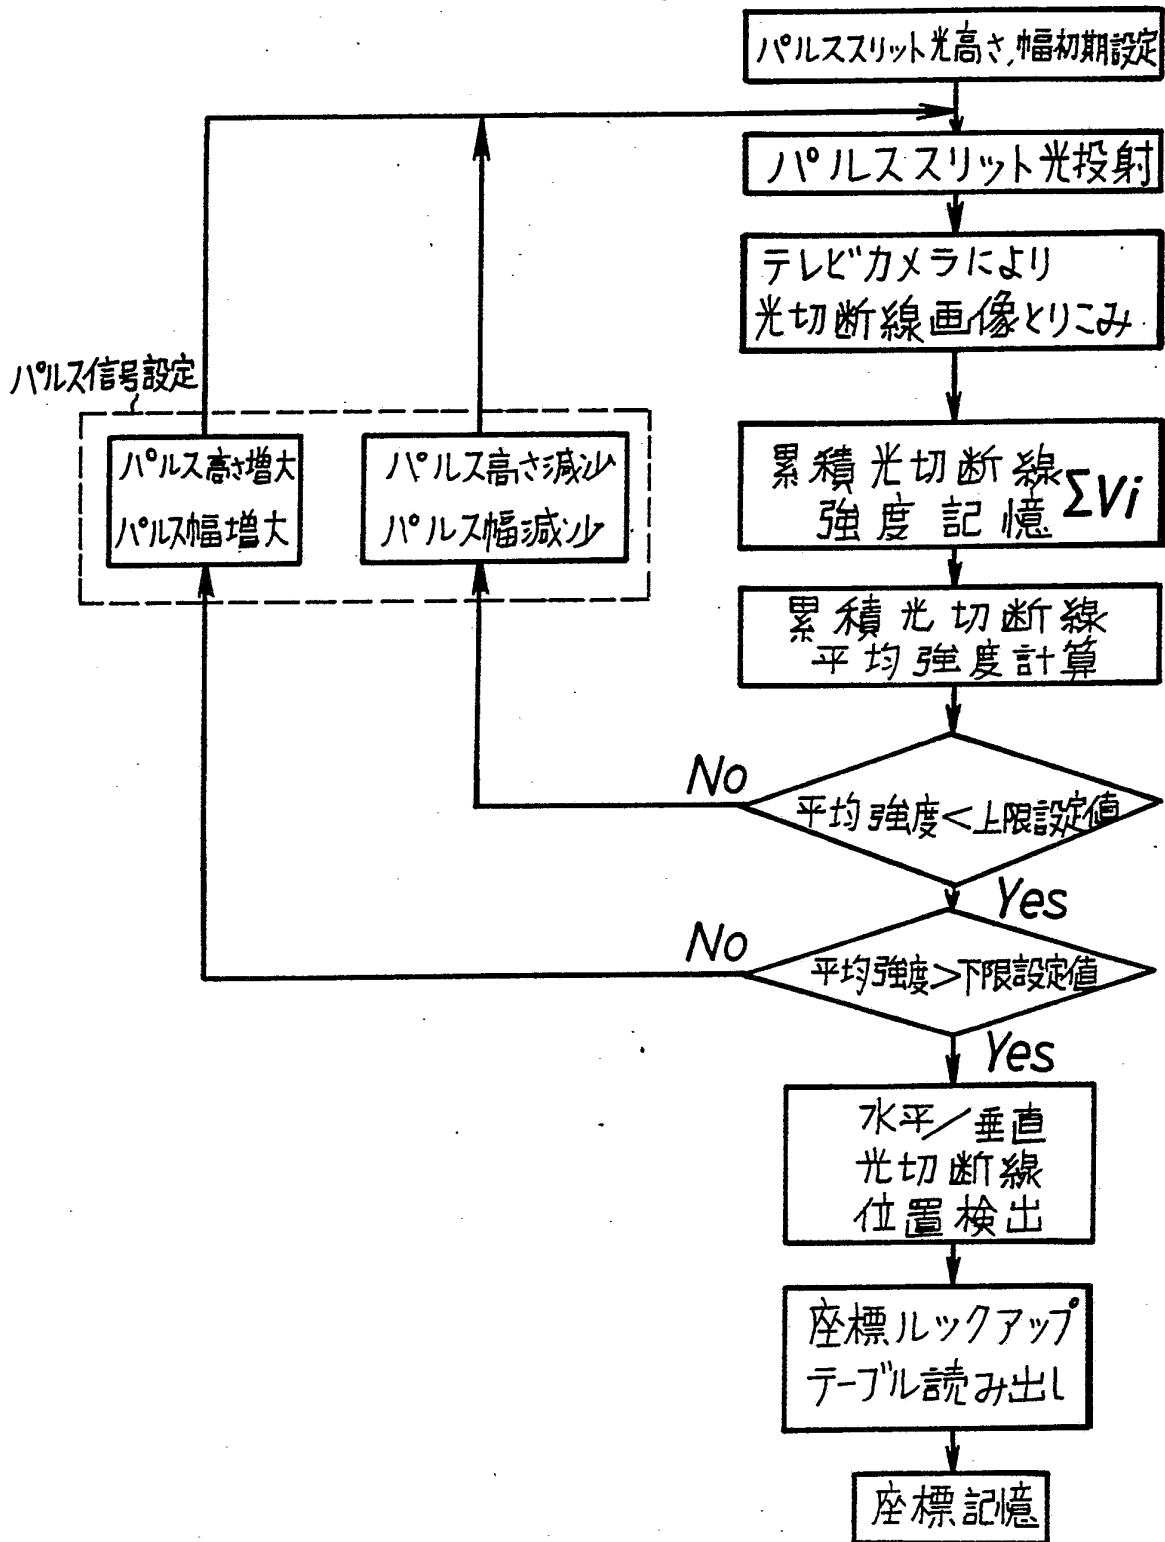 パルススリット光高さ,幅初期設定
パルススリット光投射
テレビカメラにより
光切断線画像とりこみ
パルス信号設定
パルス高さ増大
パルス幅増大
パルス高さ減少
パルス幅減少
累積光切断線
強度記憶 ΣVi
累積光切断線
平均強度計算
No
平均強度<上限設定値
Yes
No
平均強度>下限設定値
Yes
水平/垂直
光切断線
位置検出
座標ルックアップ
テーブル読み出し
座標記憶